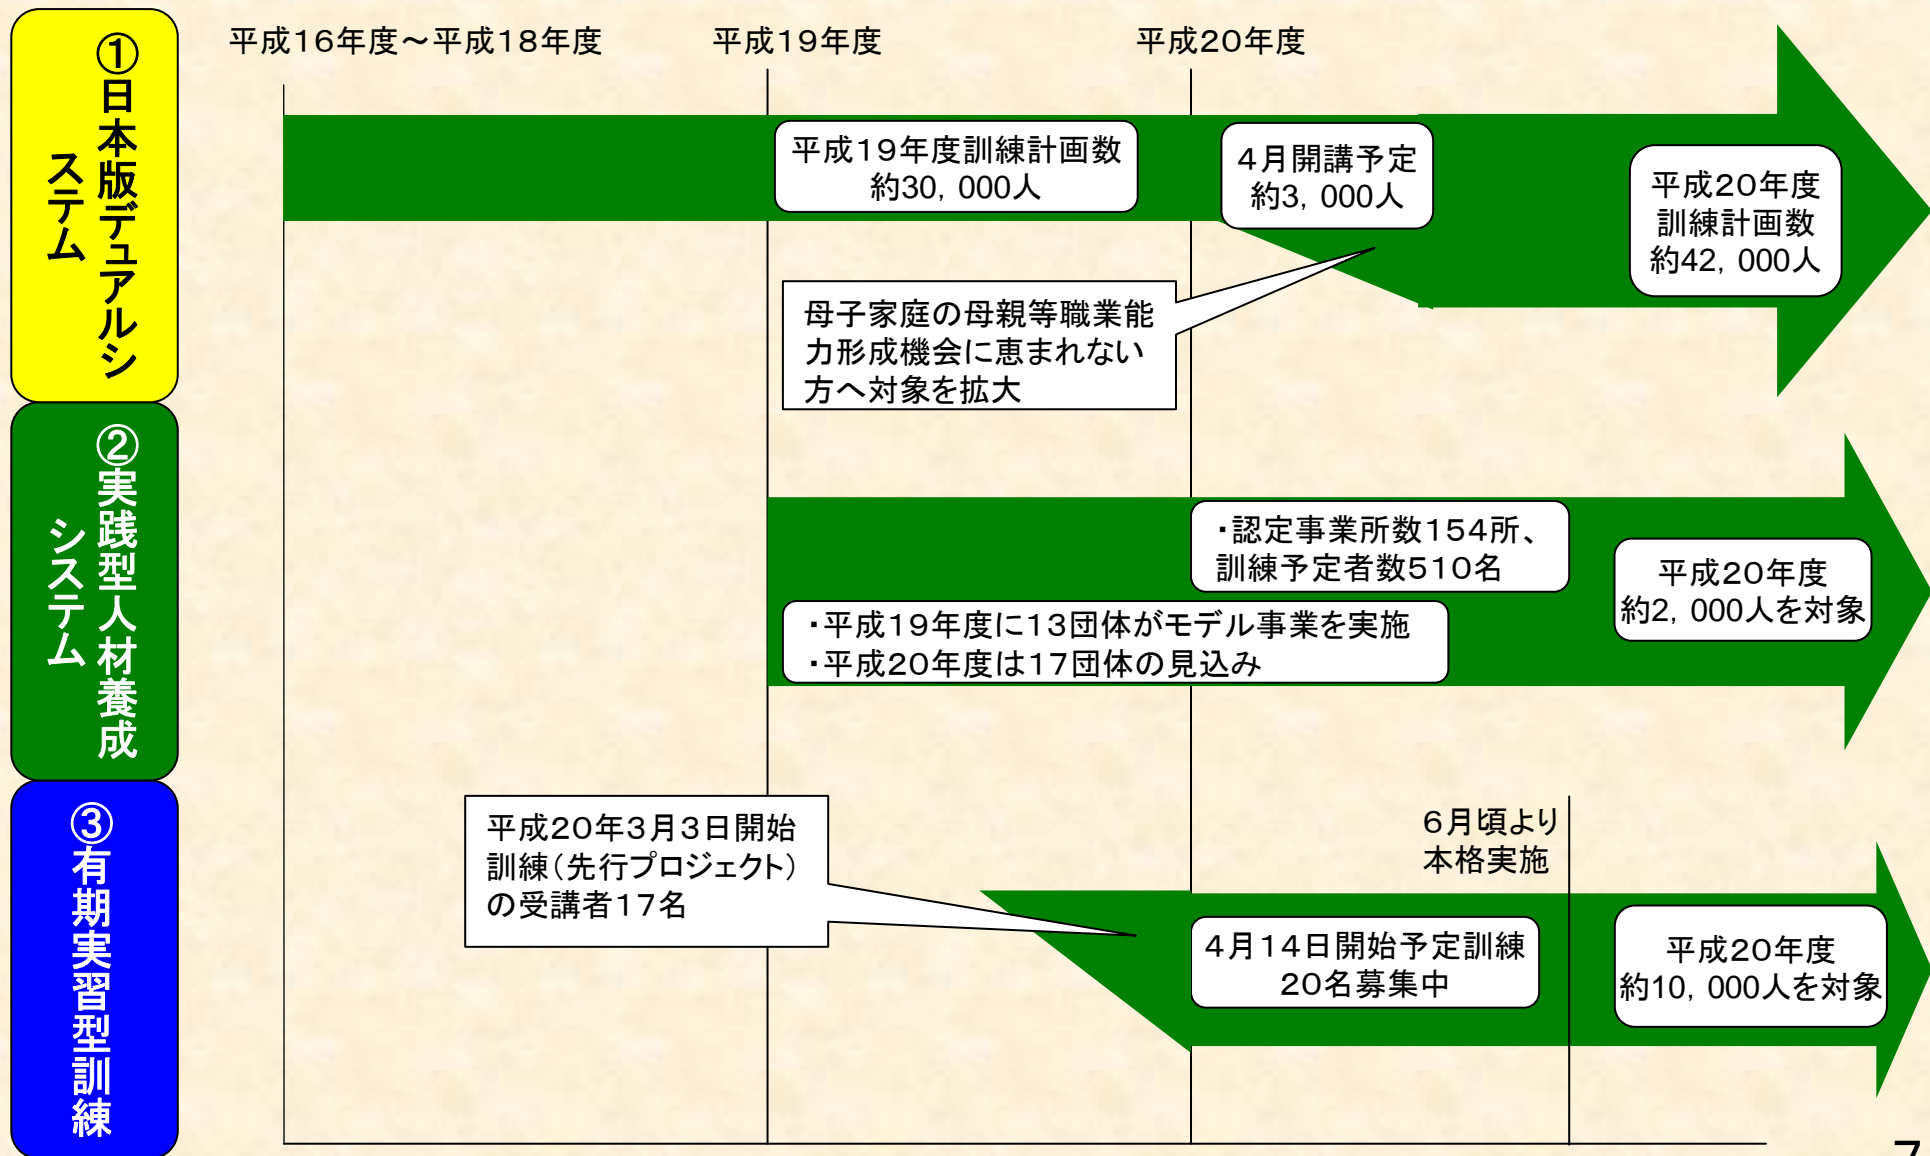 平成16年度～平成18年度
平成19年度
平成20年度
①日本版デュアルシ
ステム
平成19年度訓練計画数
約30，000人
4月開講予定
約3，000人
平成20年度
訓練計画数
約42，000人
母子家庭の母親等職業能
力形成機会に恵まれない
方へ対象を拡大
②実践型人材養成
システム
・認定事業所数154所、
訓練予定者数510名
・平成19年度に13団体がモデル事業を実施
・平成20年度は17団体の見込み
平成20年度
約2，000人を対象
③有期実習型訓練
平成20年3月3日開始
訓練（先行プロジェクト）
の受講者17名
6月頃より
本格実施
4月14日開始予定訓練
20名募集中
平成20年度
約10，000人を対象
7